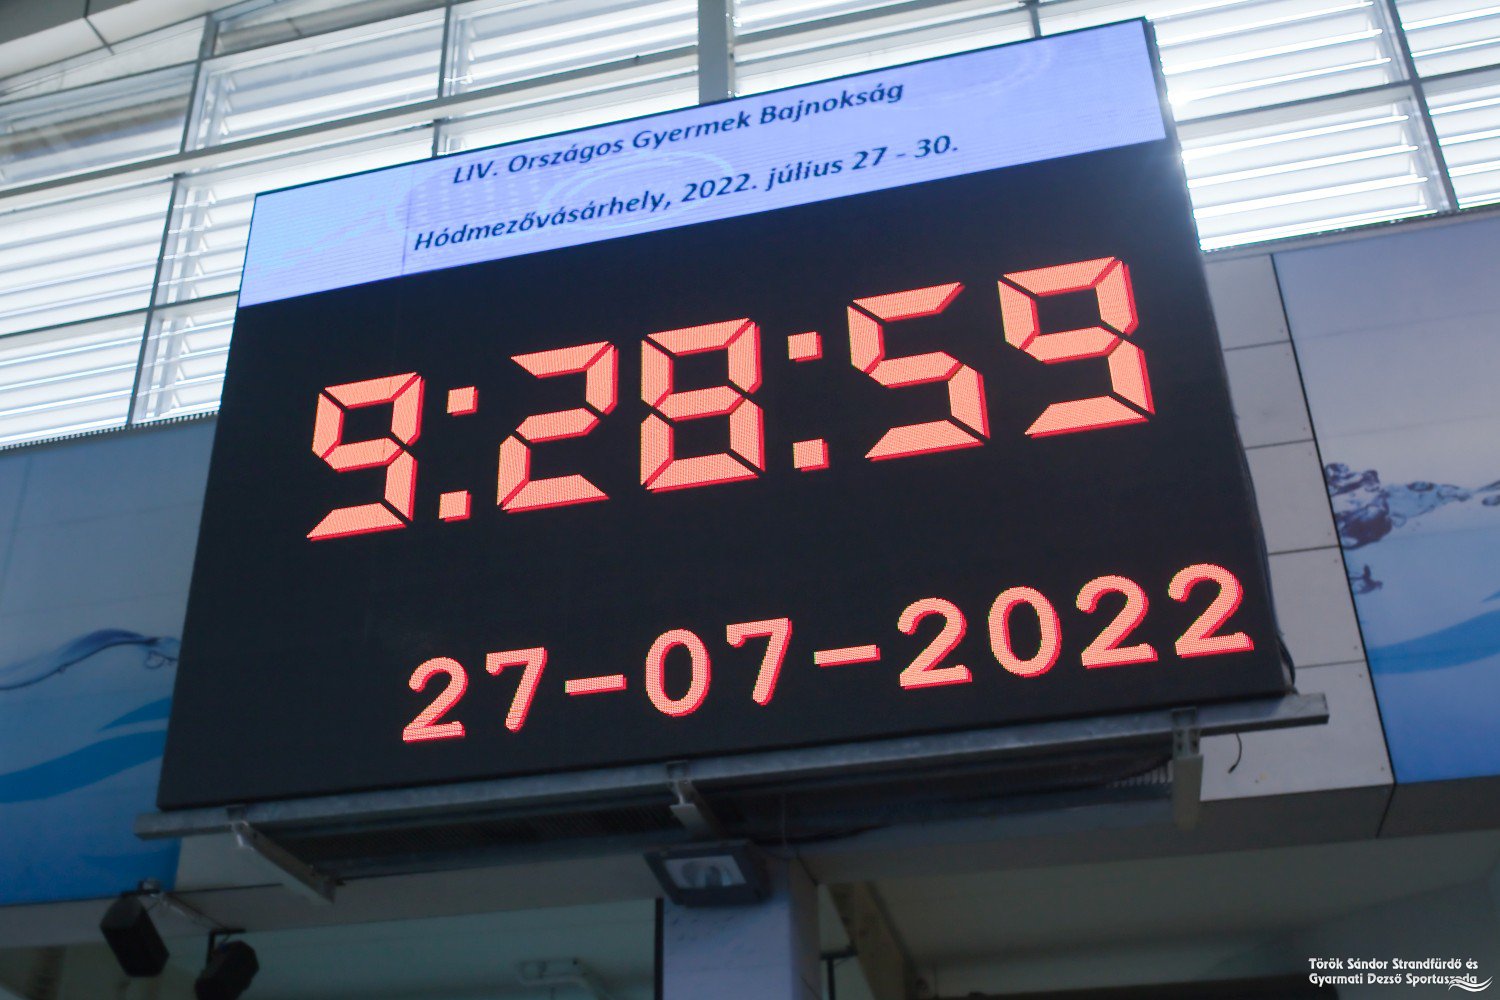 LIV. Országos Gyermek Bajnokság
Hódmezővásárhely, 2022. július 27 - 30.
9:28:59
27-07-2022
Török Sándor Strandfürdő és
Gyarmati Dezső Sportuszoda